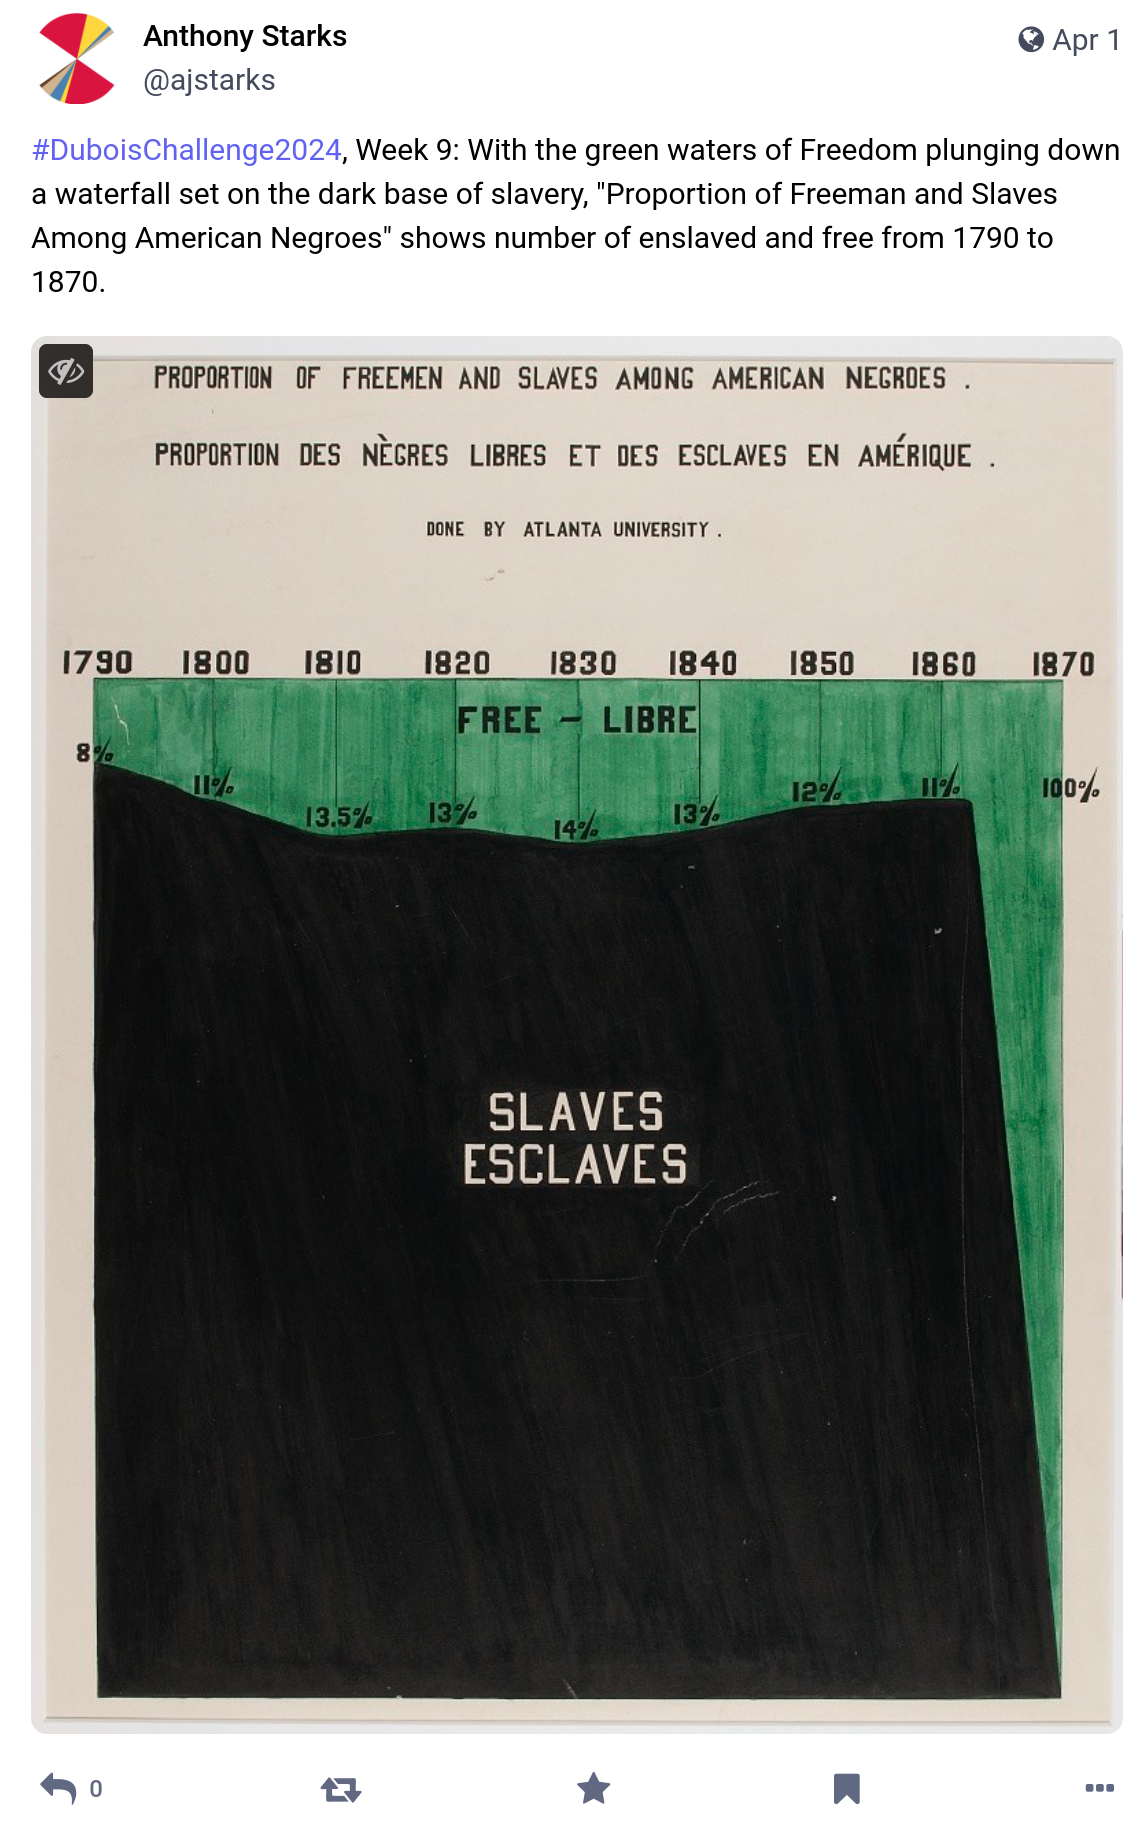 Anthony Starks
Apr 1
@ajstarks
#DuboisChallenge2024, Week 9: With the green waters of Freedom plunging down
a waterfall set on the dark base of slavery, "Proportion of Freeman and Slaves
Among American Negroes" shows number of enslaved and free from 1790 to
1870.
PROPORTION OF FREEMEN AND SLAVES AMONG AMERICAN NEGROES .
PROPORTION DES NÈGRES LIBRES ET DES ESCLAVES EN AMÉRIQUE .
DONE BY ATLANTA UNIVERSITY .
1790 1800 1810 1820 1830 1840 1850 1860 1870
FREE – LIBRE
8% 11% 13.5% 13% 14% 13% 12% 11% 100%
SLAVES
ESCLAVES
0